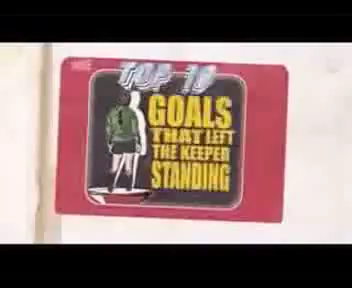 TOP 10
GOALS
THAT LEFT
THE KEEPER
STANDING